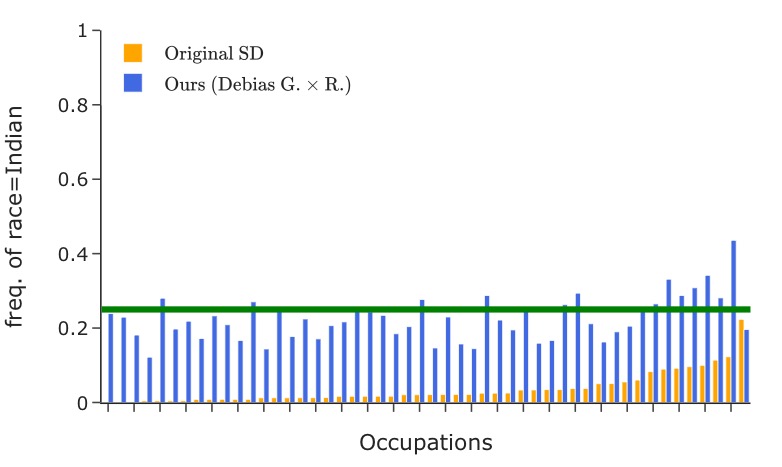 1
Original SD
Ours (Debias G. × R.)
0.8
0.6
0.4
0.2
0
freq. of race=Indian
Occupations